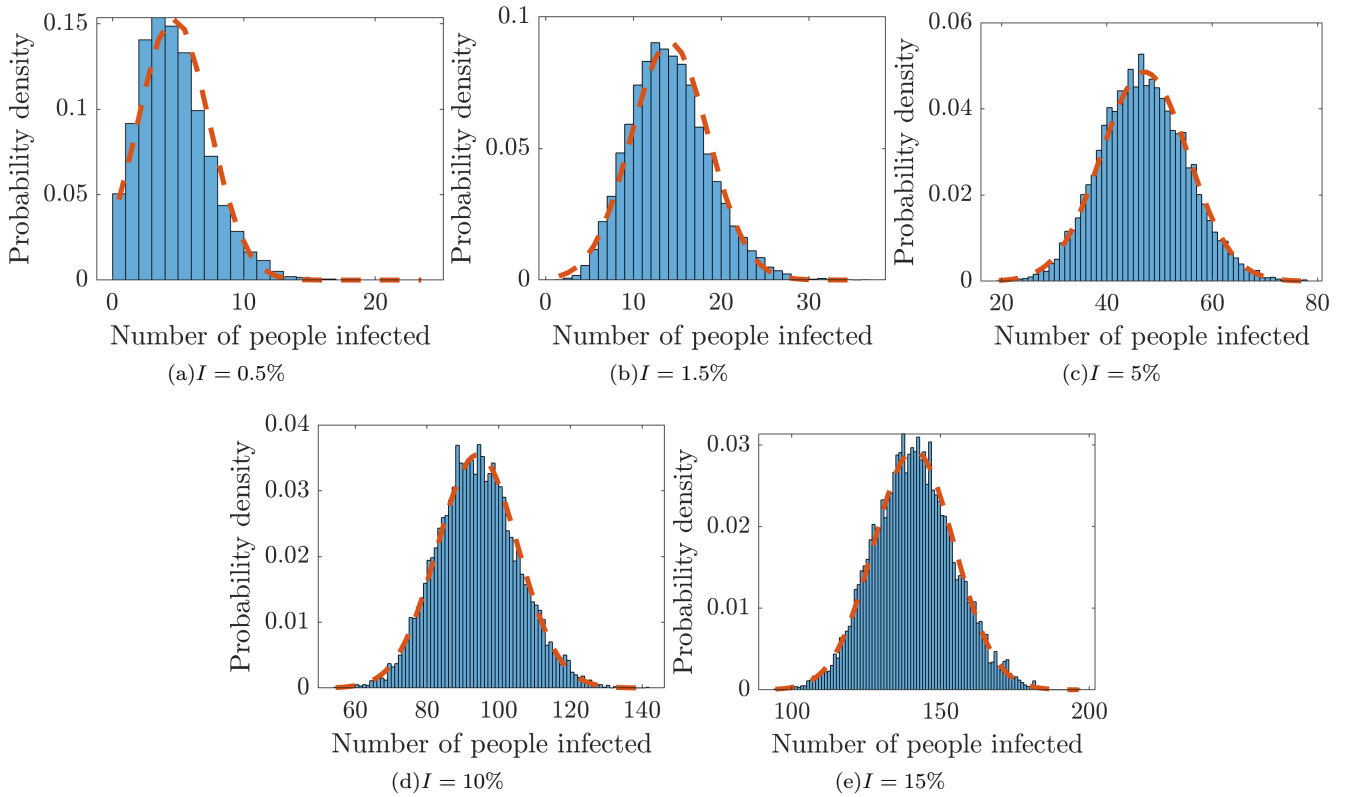 0.15
0.1
0.05
0
0
10
20
Probability density
Number of people infected
(a)I = 0.5%
0.1
0.05
0
0
10
20
30
Probability density
Number of people infected
(b)I = 1.5%
0.06
0.04
0.02
0
20
40
60
80
Probability density
Number of people infected
(c)I = 5%
0.04
0.03
0.02
0.01
0
60
80
100
120
140
Probability density
Number of people infected
(d)I = 10%
0.03
0.02
0.01
0
100
150
200
Probability density
Number of people infected
(e)I = 15%